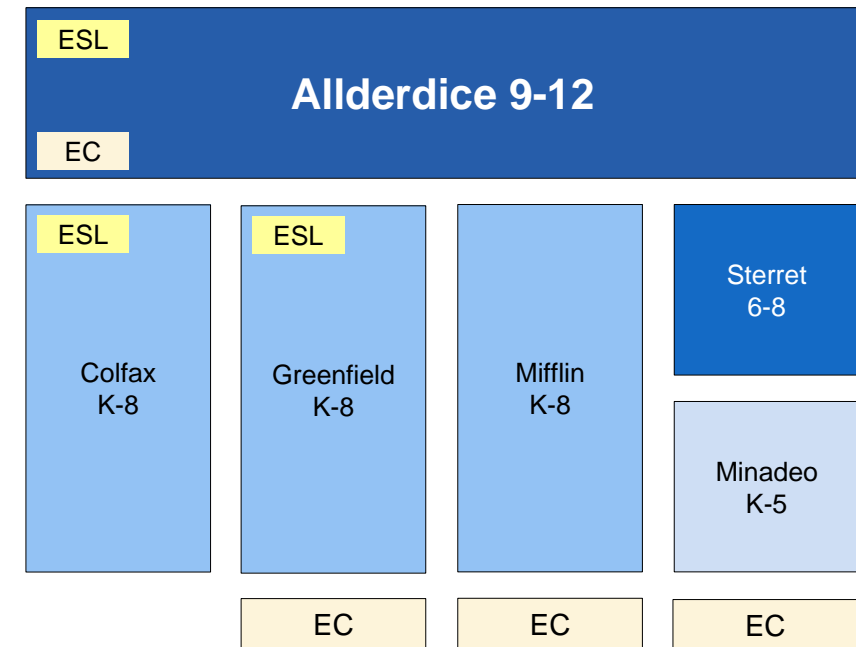 ESL
Allderdice 9-12
EC
ESL
Colfax
K-8
ESL
Greenfield
K-8
Mifflin
K-8
Sterret
6-8
Minadeo
K-5
EC
EC
EC